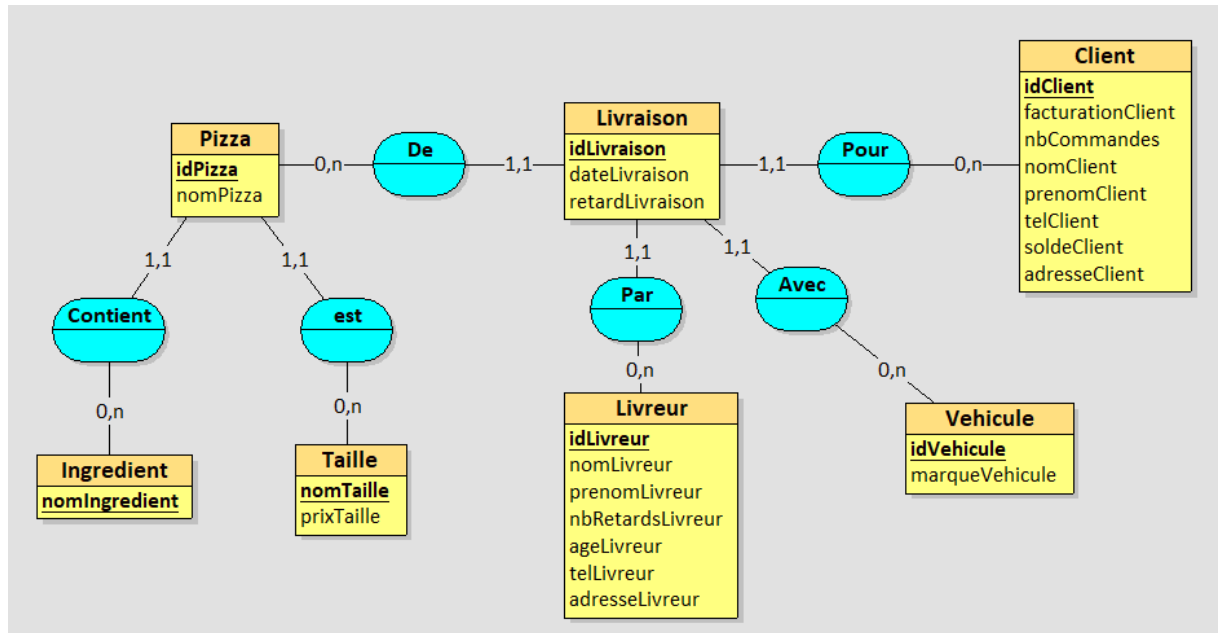 Client
idClient
facturationClient
nbCommandes
nomClient
prenomClient
telClient
soldeClient
adresseClient
Livraison
idLivraison
dateLivraison
retardLivraison
Pizza
idPizza
nomPizza
0,n
De
1,1
1,1
Pour
0,n
1,1
1,1
1,1
1,1
Contient
est
Par
Avec
0,n
0,n
0,n
0,n
Ingredient
nomIngredient
Taille
nomTaille
prixTaille
Livreur
idLivreur
nomLivreur
prenomLivreur
nbRetardsLivreur
ageLivreur
telLivreur
adresseLivreur
Vehicule
idVehicule
marqueVehicule